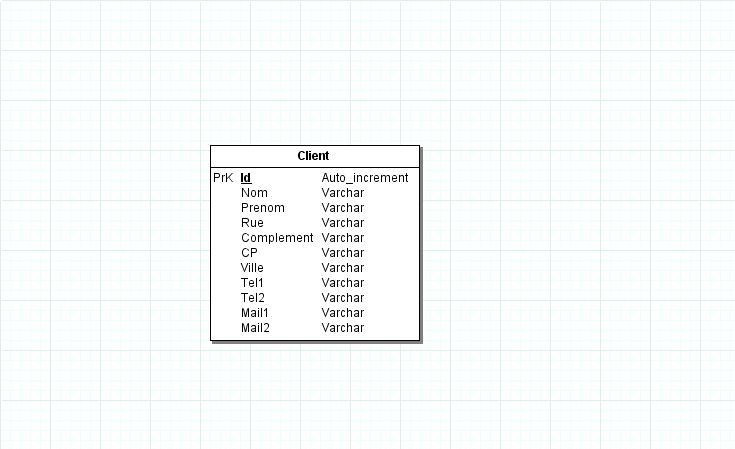 Client
PrK Id Auto_increment
Nom Varchar
Prenom Varchar
Rue Varchar
Complement Varchar
CP Varchar
Ville Varchar
Tel1 Varchar
Tel2 Varchar
Mail1 Varchar
Mail2 Varchar